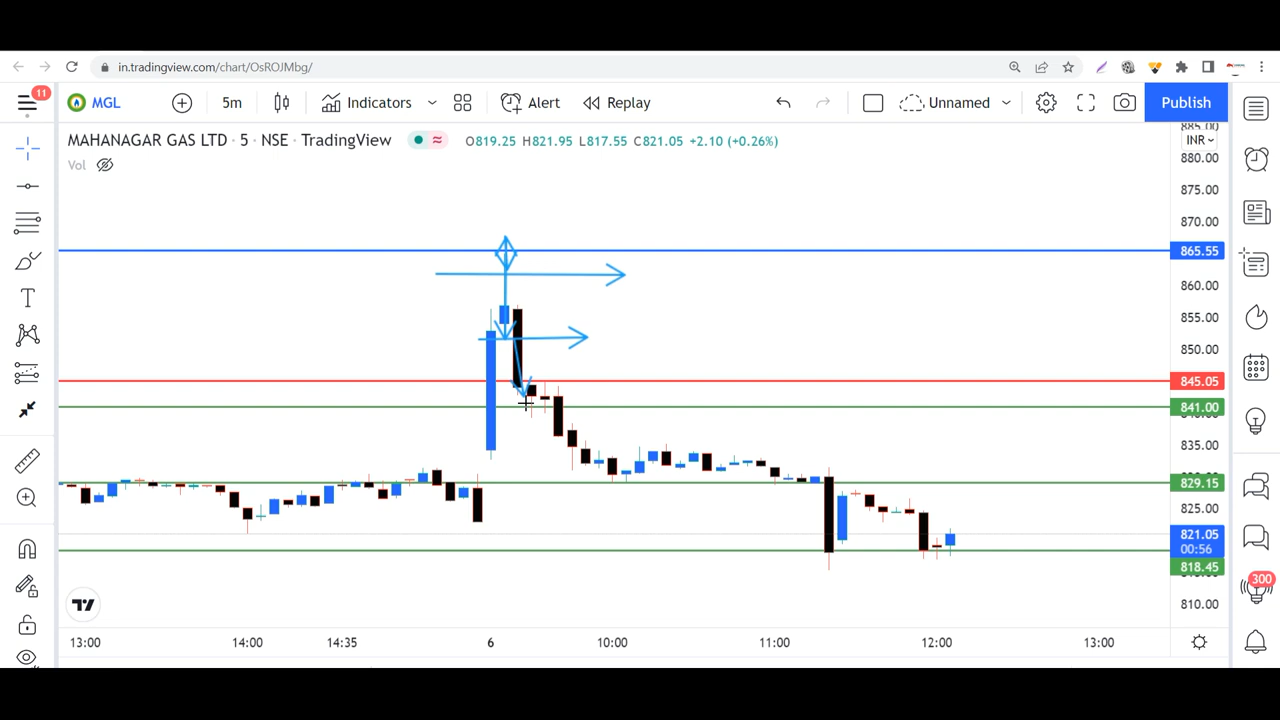 in.tradingview.com/chart/OsROJMbg/
11
MGL
5m
Indicators
Alert
Replay
Unnamed
Publish
MAHANAGAR GAS LTD · 5 · NSE · TradingView
O819.25 H821.95 L817.55 C821.05 +2.10 (+0.26%)
Vol
INR
885.00
880.00
875.00
870.00
865.55
860.00
855.00
850.00
845.05
841.00
835.00
829.15
825.00
821.05
00:56
818.45
810.00
300
13:00
14:00
14:35
6
10:00
11:00
12:00
13:00